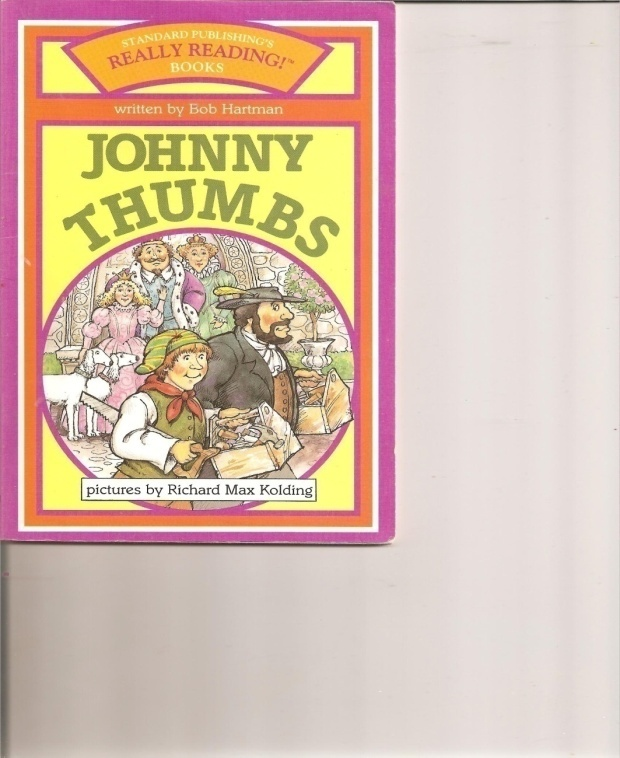 STANDARD PUBLISHING'S
REALLY READING!™
BOOKS
written by Bob Hartman
JOHNNY
THUMBS
pictures by Richard Max Kolding